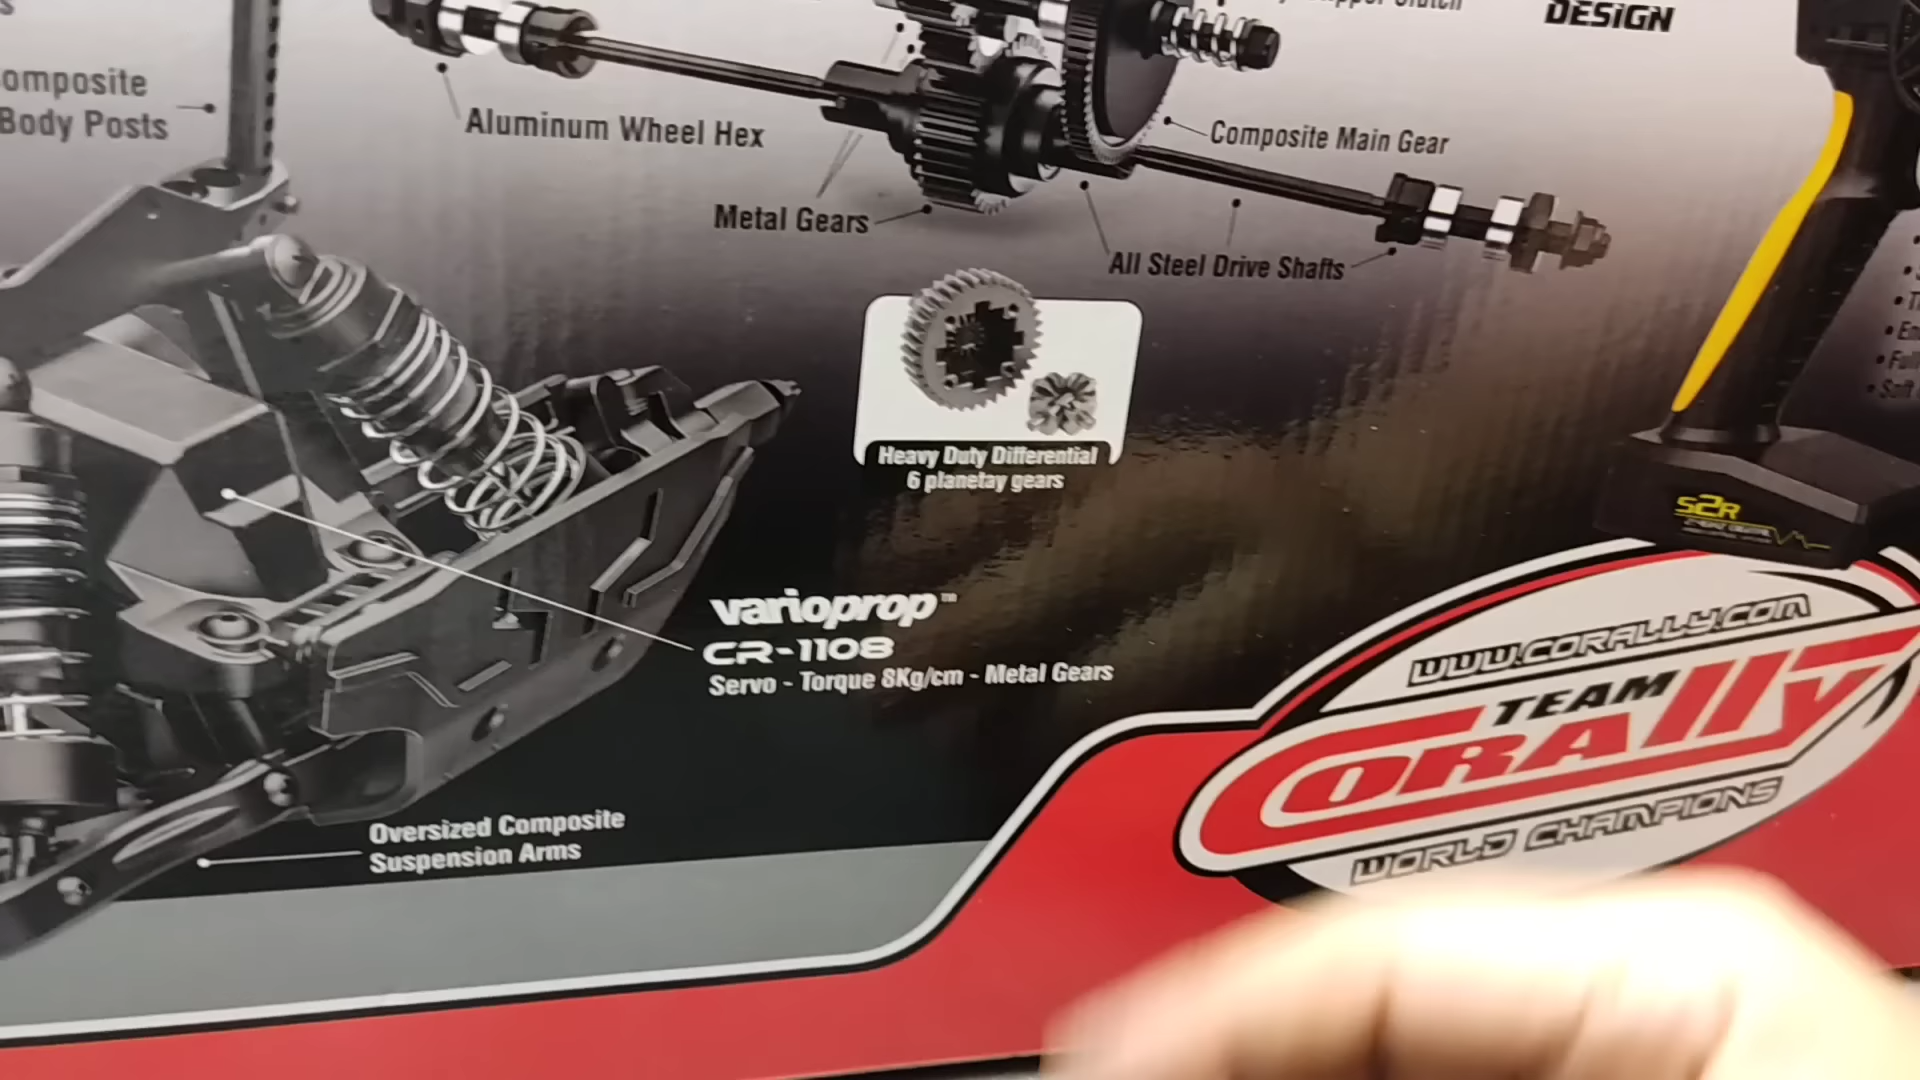 DESIGN
omposite
Body Posts
Aluminum Wheel Hex
Composite Main Gear
Metal Gears
All Steel Drive Shafts
Heavy Duty Differential
6 planetay gears
S2R
varioprop™
CR-1108
Servo - Torque 8Kg/cm - Metal Gears
WWW.CORALLY.COM
TEAM
CORALLY
WORLD CHAMPIONS
Oversized Composite
Suspension Arms